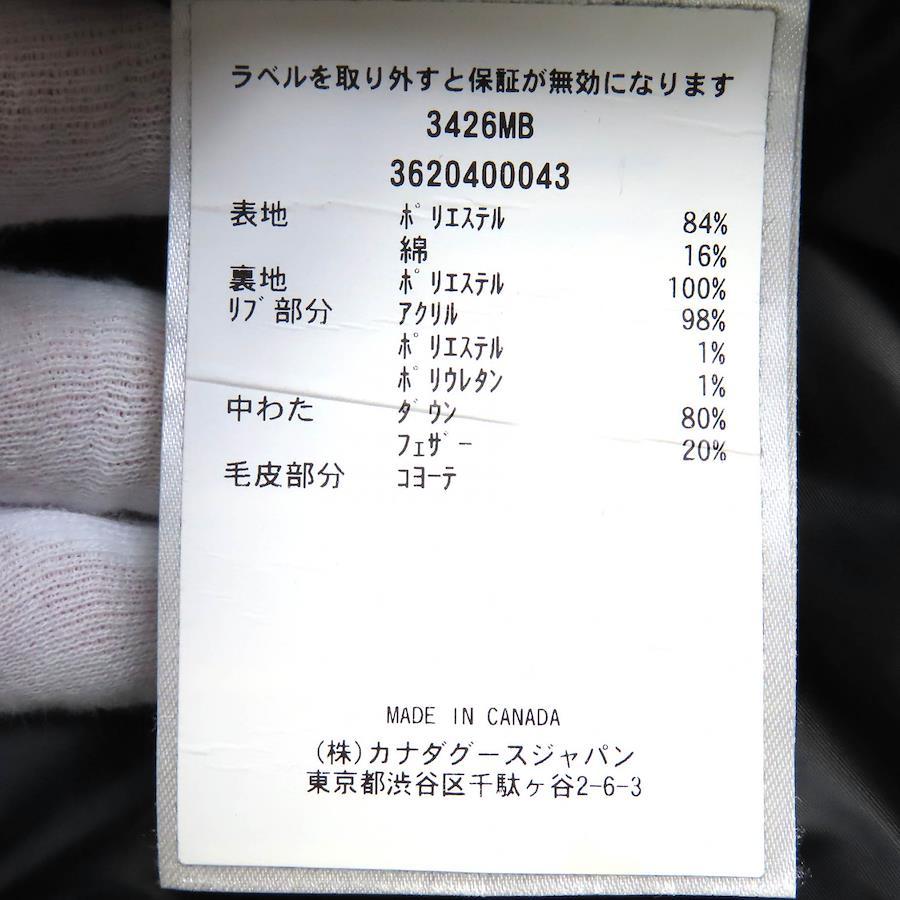 ラベルを取り外すと保証が無効になります
3426MB
3620400043
表地 ﾎﾟﾘｴｽﾃﾙ 84%
綿 16%
裏地 ﾎﾟﾘｴｽﾃﾙ 100%
ﾘﾌﾞ部分 ｱｸﾘﾙ 98%
ﾎﾟﾘｴｽﾃﾙ 1%
ﾎﾟﾘｳﾚﾀﾝ 1%
中わた ﾀﾞｳﾝ 80%
ﾌｪｻﾞｰ 20%
毛皮部分 ｺﾖｰﾃ
MADE IN CANADA
(株)カナダグースジャパン
東京都渋谷区千駄ヶ谷2-6-3